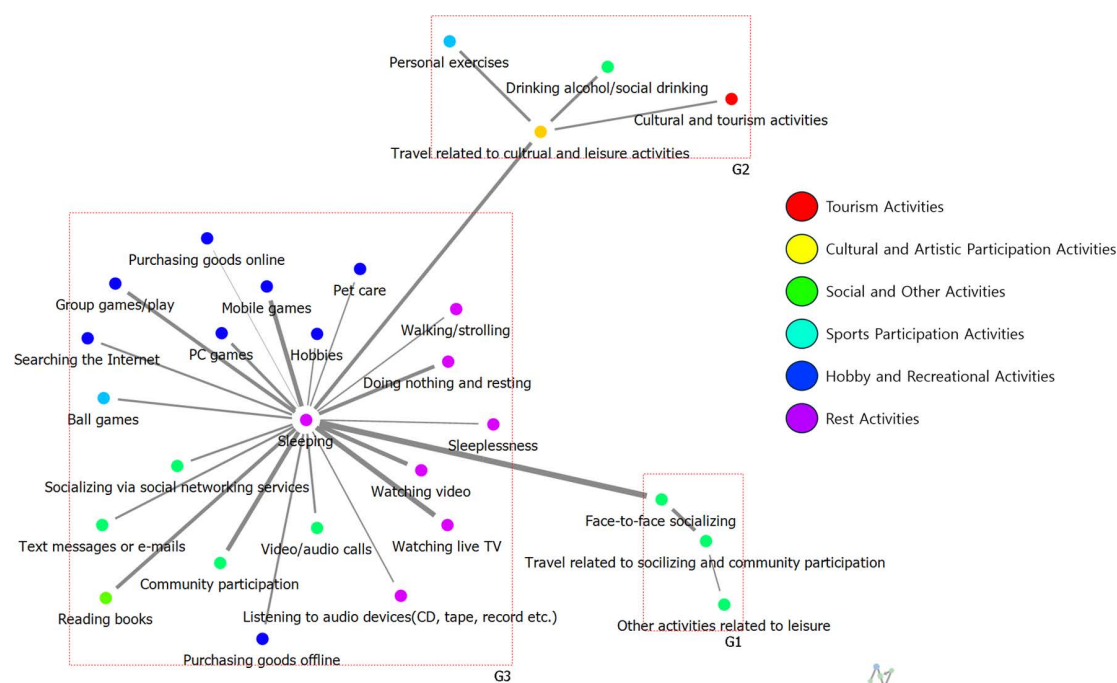 Personal exercises
Drinking alcohol/social drinking
Cultural and tourism activities
Travel related to cultrual and leisure activities
G2
Purchasing goods online
Group games/play
Mobile games
Pet care
Walking/strolling
Searching the Internet
PC games
Hobbies
Doing nothing and resting
Ball games
Sleeping
Sleeplessness
Socializing via social networking services
Watching video
Text messages or e-mails
Video/audio calls
Watching live TV
Community participation
Reading books
Listening to audio devices(CD, tape, record etc.)
Purchasing goods offline
G3
Face-to-face socializing
Travel related to socilizing and community participation
Other activities related to leisure
G1
Tourism Activities
Cultural and Artistic Participation Activities
Social and Other Activities
Sports Participation Activities
Hobby and Recreational Activities
Rest Activities